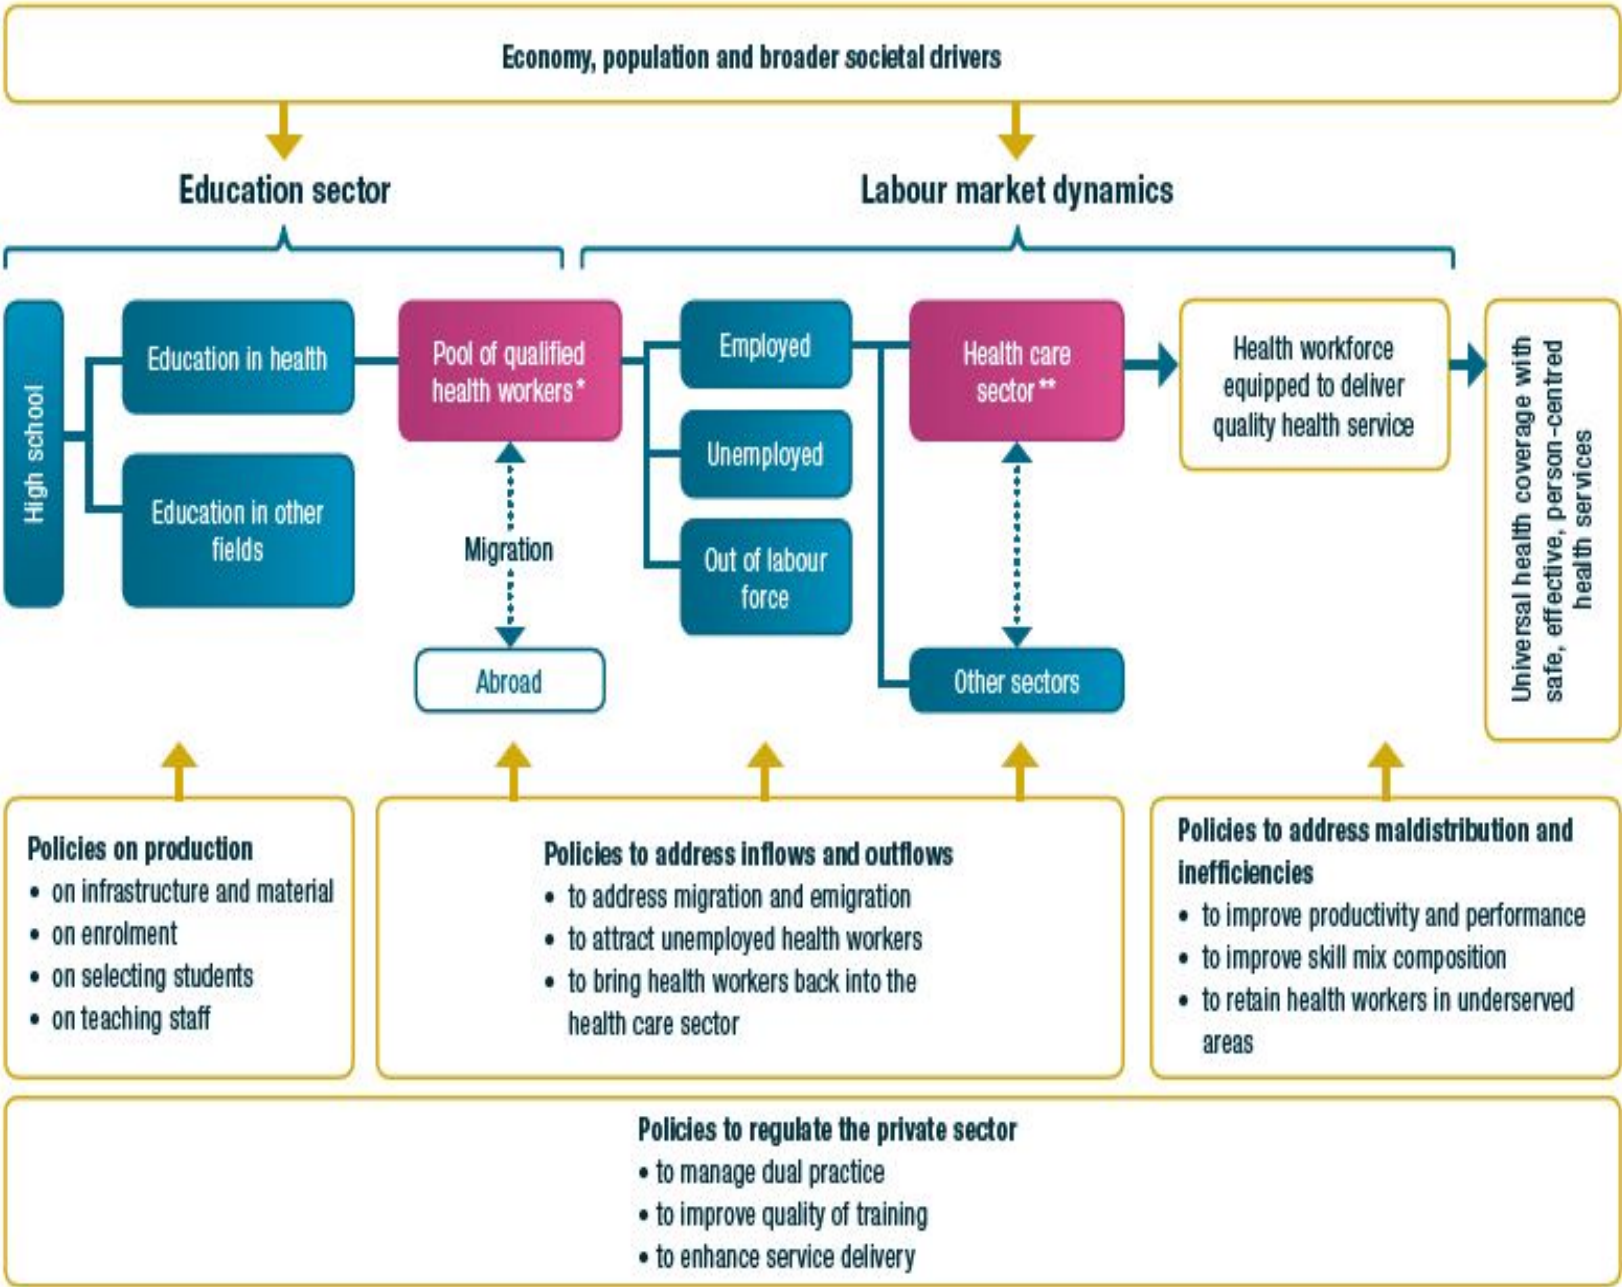 Economy, population and broader societal drivers
Education sector
Labour market dynamics
High school
Education in health
Education in other
fields
Pool of qualified
health workers*
Migration
Abroad
Employed
Unemployed
Out of labour
force
Health care
sector**
Other sectors
Health workforce
equipped to deliver
quality health service
Universal health coverage with
safe, effective, person-centred
health services
Policies on production
• on infrastructure and material
• on enrolment
• on selecting students
• on teaching staff
Policies to address inflows and outflows
• to address migration and emigration
• to attract unemployed health workers
• to bring health workers back into the
health care sector
Policies to address maldistribution and
inefficiencies
• to improve productivity and performance
• to improve skill mix composition
• to retain health workers in underserved
areas
Policies to regulate the private sector
• to manage dual practice
• to improve quality of training
• to enhance service delivery